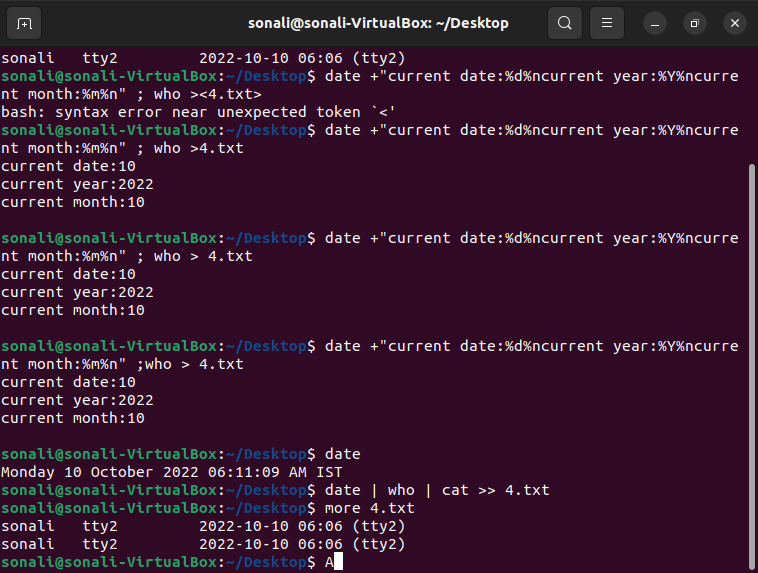 sonali@sonali-VirtualBox: ~/Desktop
sonali   tty2         2022-10-10 06:06 (tty2)
sonali@sonali-VirtualBox:~/Desktop$ date +"current date:%d%ncurrent year:%Y%ncurre
nt month:%m%n" ; who ><4.txt>
bash: syntax error near unexpected token `<'
sonali@sonali-VirtualBox:~/Desktop$ date +"current date:%d%ncurrent year:%Y%ncurre
nt month:%m%n" ; who >4.txt
current date:10
current year:2022
current month:10
sonali@sonali-VirtualBox:~/Desktop$ date +"current date:%d%ncurrent year:%Y%ncurre
nt month:%m%n" ; who > 4.txt
current date:10
current year:2022
current month:10
sonali@sonali-VirtualBox:~/Desktop$ date +"current date:%d%ncurrent year:%Y%ncurre
nt month:%m%n" ;who > 4.txt
current date:10
current year:2022
current month:10
sonali@sonali-VirtualBox:~/Desktop$ date
Monday 10 October 2022 06:11:09 AM IST
sonali@sonali-VirtualBox:~/Desktop$ date | who | cat >> 4.txt
sonali@sonali-VirtualBox:~/Desktop$ more 4.txt
sonali   tty2         2022-10-10 06:06 (tty2)
sonali   tty2         2022-10-10 06:06 (tty2)
sonali@sonali-VirtualBox:~/Desktop$ A